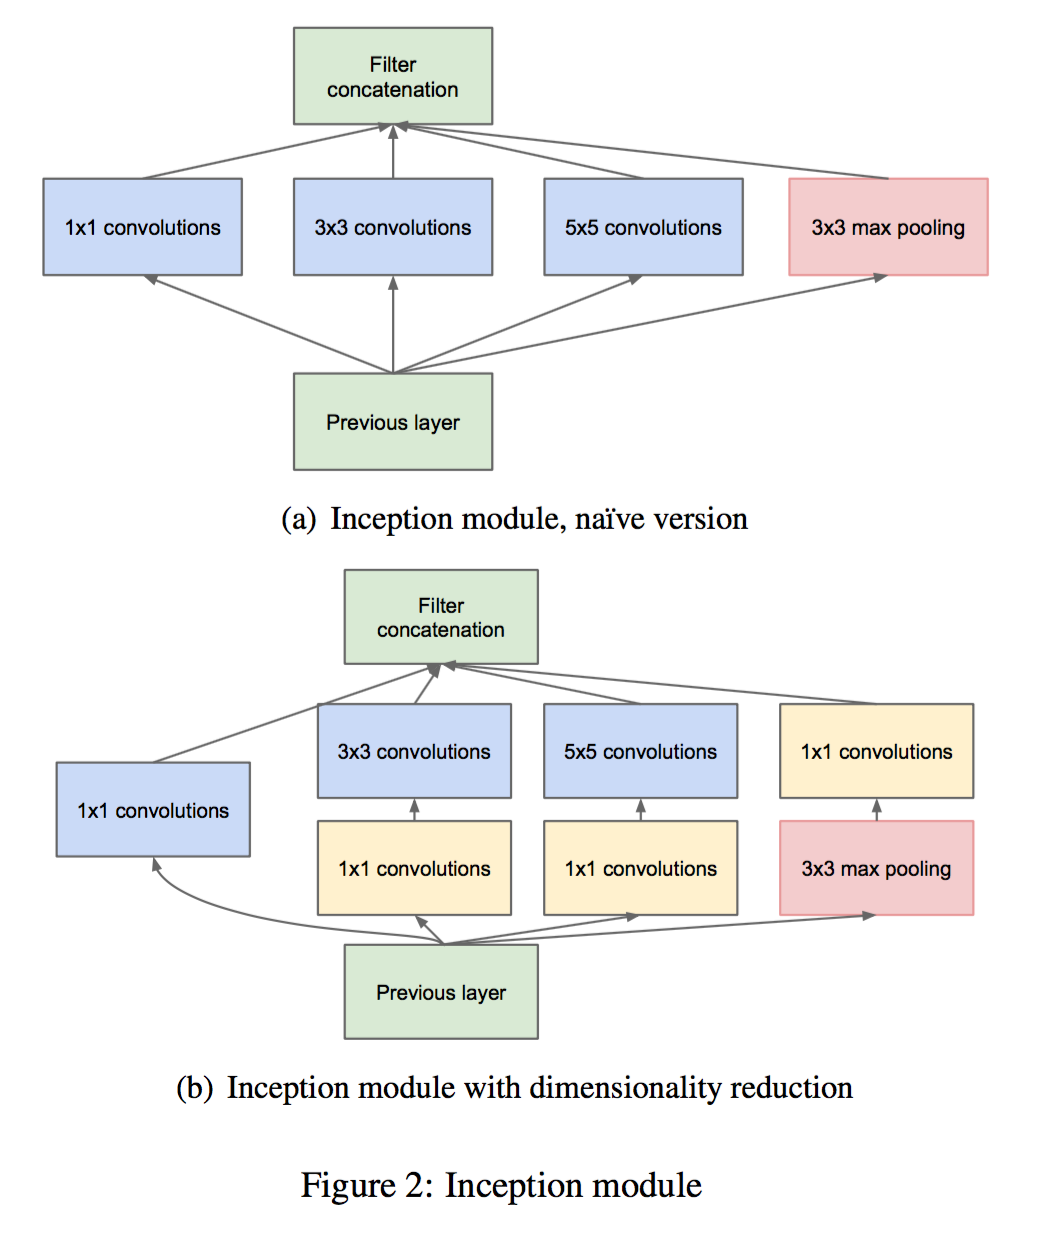 Filter
concatenation
1x1 convolutions
3x3 convolutions
5x5 convolutions
3x3 max pooling
Previous layer
(a) Inception module, naïve version
Filter
concatenation
3x3 convolutions
5x5 convolutions
1x1 convolutions
1x1 convolutions
1x1 convolutions
1x1 convolutions
3x3 max pooling
Previous layer
(b) Inception module with dimensionality reduction
Figure 2: Inception module